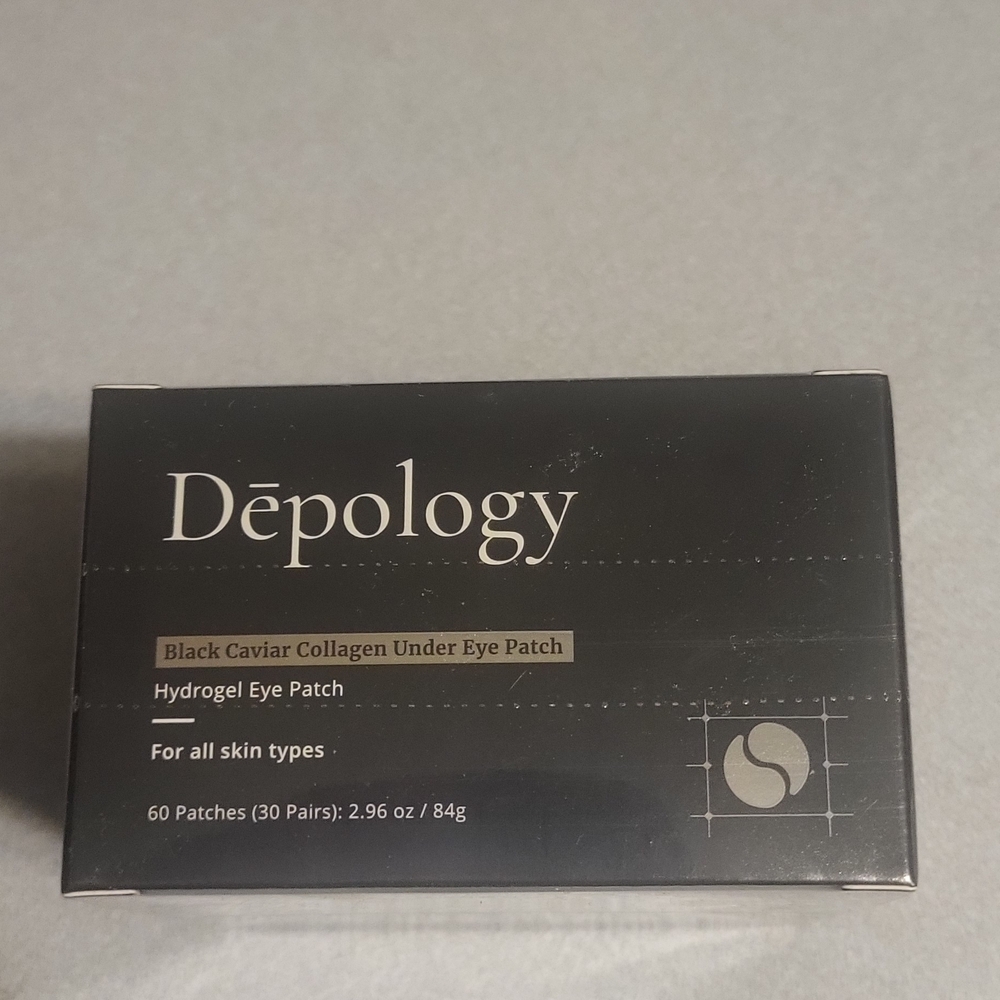 Dēpology
Black Caviar Collagen Under Eye Patch
Hydrogel Eye Patch
For all skin types
60 Patches (30 Pairs): 2.96 oz / 84g